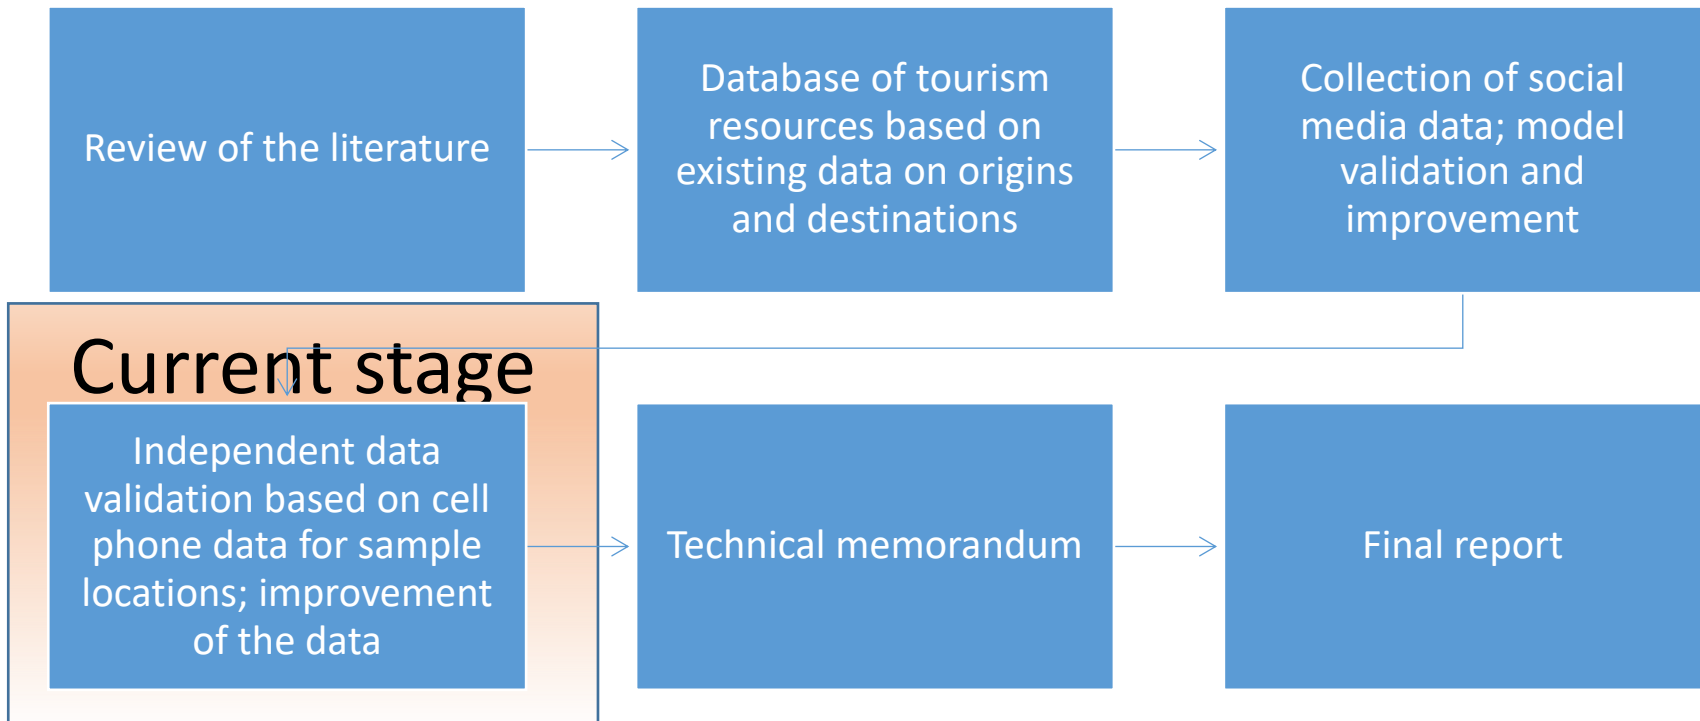 Review of the literature
Database of tourism
resources based on
existing data on origins
and destinations
Collection of social
media data; model
validation and
improvement
Current stage
Independent data
validation based on cell
phone data for sample
locations; improvement
of the data
Technical memorandum
Final report